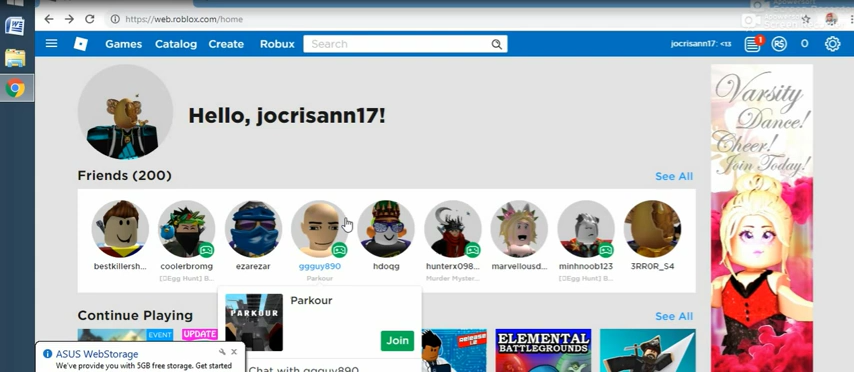 https://web.roblox.com/home
Games Catalog Create Robux Search jocrisann17: <13 1 R$ 0
Hello, jocrisann17!
Friends (200) See All
bestkillersh... coolerbromg ezarezar ggguy890 hdoqg hunterx098... marvellousd... minhnoob123 3RR0R_S4
[Egg Hunt] B... Parkour Murder Myster... [Egg Hunt] B...
Continue Playing See All
PARKOUR
Parkour
Join
Chat with ggguy890
EVENT UPDATE
ELEMENTAL
BATTLEGROUNDS
ASUS WebStorage
We've provide you with 5GB free storage. Get started
Varsity
Dance!
Cheer!
Join Today!